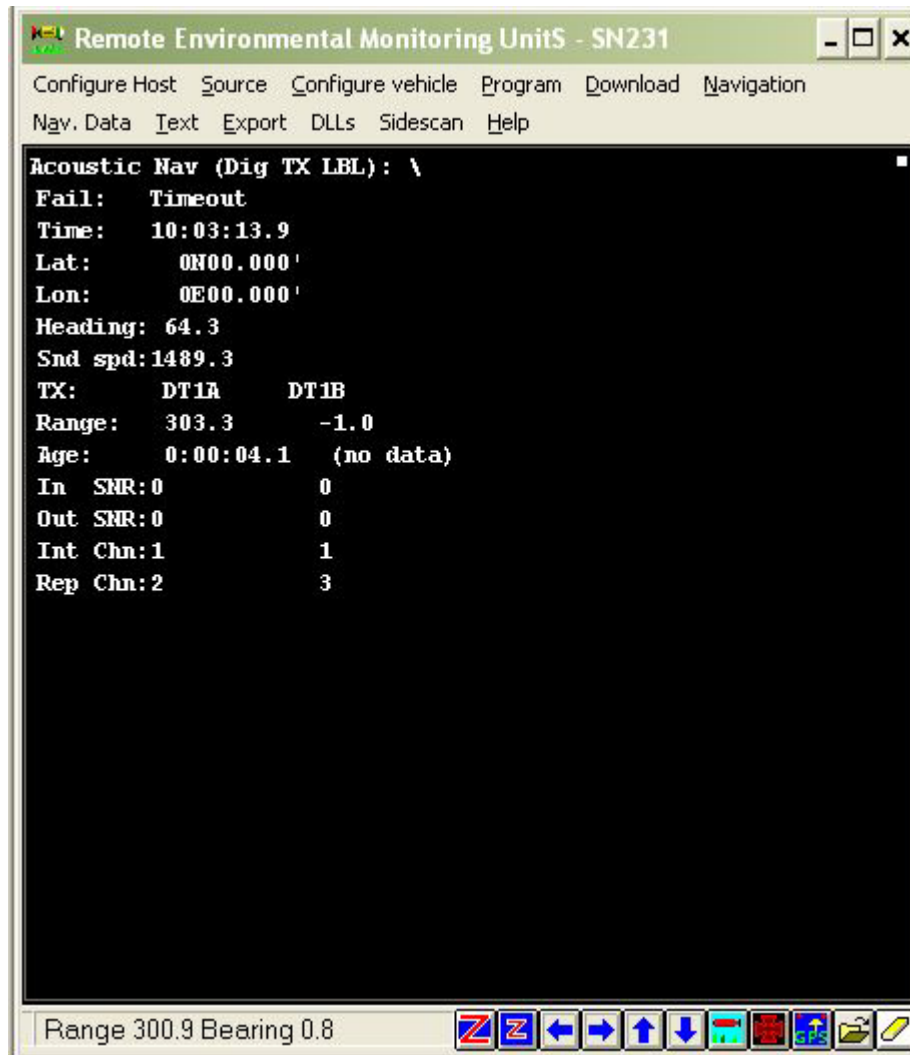 Remote Environmental Monitoring UnitS - SN231
Configure Host Source Configure vehicle Program Download Navigation
Nav. Data Text Export DLLs Sidescan Help
Acoustic Nav (Dig TX LBL): \
Fail: Timeout
Time: 10:03:13.9
Lat: 0N00.000'
Lon: 0E00.000'
Heading: 64.3
Snd spd:1489.3
TX: DT1A DT1B
Range: 303.3 -1.0
Age: 0:00:04.1 (no data)
In SNR:0 0
Out SNR:0 0
Int Chn:1 1
Rep Chn:2 3
Range 300.9 Bearing 0.8 Z Z GPS